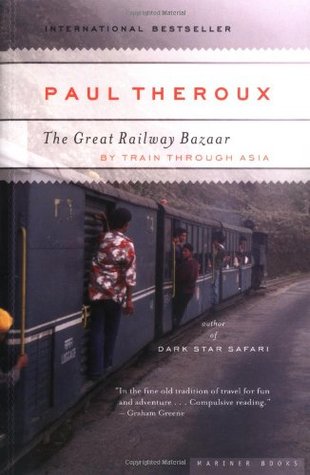 INTERNATIONAL BESTSELLER
PAUL THEROUX
The Great Railway Bazaar
BY TRAIN THROUGH ASIA
author
of
DARK STAR SAFARI
"In the fine old tradition of travel for fun
and adventure . . . Compulsive reading."
— Graham Greene
MARINER BOOKS